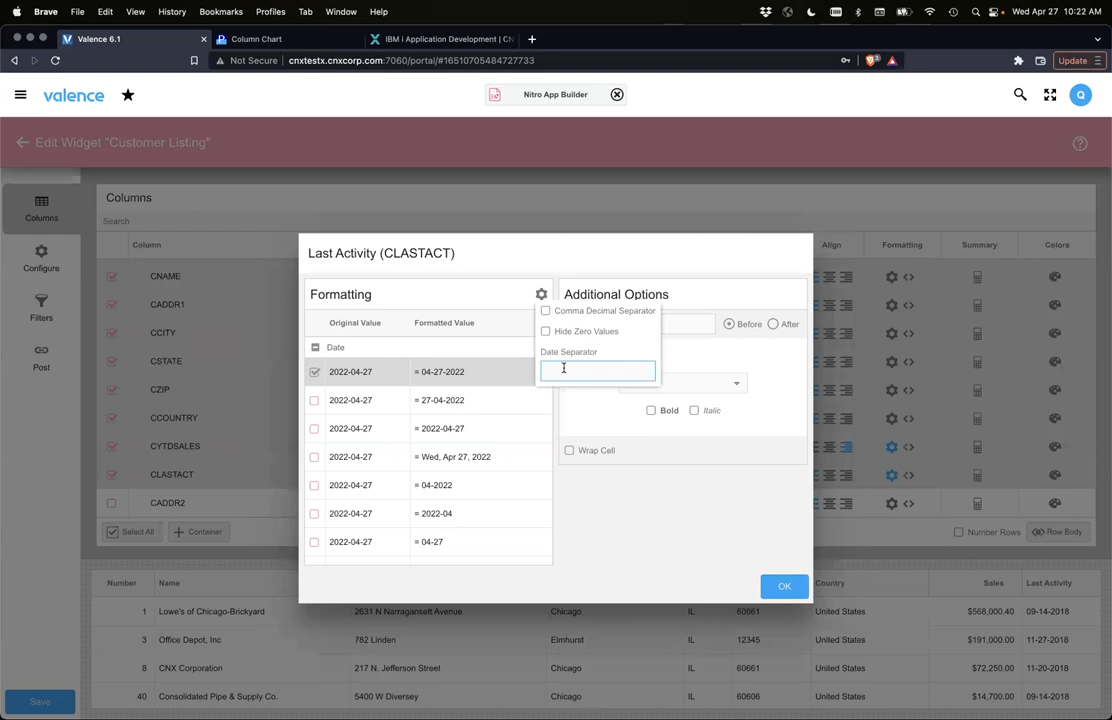 Brave File Edit View History Bookmarks Profiles Tab Window Help Wed Apr 27 10:22 AM
Valence 6.1 Column Chart IBM i Application Development | CN
Not Secure cnxtestx.cnxcorp.com:7060/portal/#16510705484727733 Update
valence Nitro App Builder Q
Edit Widget "Customer Listing"
Columns
Columns
Search
Column Align Formatting Summary Colors
Configure
Filters
Post
CNAME
CADDR1
CCITY
CSTATE
CZIP
CCOUNTRY
CYTDSALES
CLASTACT
CADDR2
Select All Container Number Rows Row Body
Last Activity (CLASTACT)
Formatting
Original Value Formatted Value
Date
2022-04-27 = 04-27-2022
2022-04-27 = 27-04-2022
2022-04-27 = 2022-04-27
2022-04-27 = Wed, Apr 27, 2022
2022-04-27 = 04-2022
2022-04-27 = 2022-04
2022-04-27 = 04-27
Comma Decimal Separator
Hide Zero Values
Date Separator
Additional Options
Before After
Bold Italic
Wrap Cell
OK
Number Name Country Sales Last Activity
1 Lowe's of Chicago-Brickyard 2631 N Narragansett Avenue Chicago IL 60661 United States $568,000.40 09-14-2018
3 Office Depot, Inc 782 Linden Elmhurst IL 12345 United States $191,000.00 11-27-2018
8 CNX Corporation 217 N. Jefferson Street Chicago IL 60661 United States $72,250.00 11-20-2018
40 Consolidated Pipe & Supply Co. 5400 W Diversey Chicago IL 60606 United States $14,700.00 09-14-2018
Save